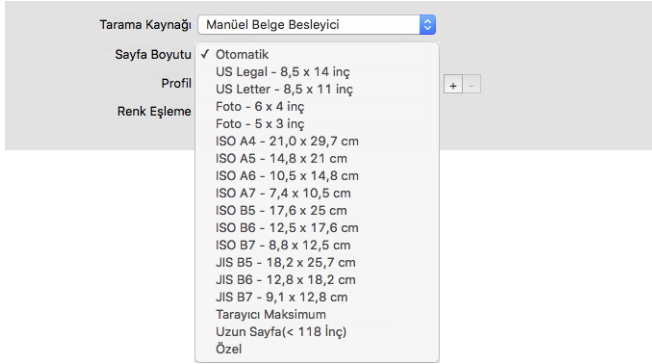 Tarama Kaynağı Manüel Belge Besleyici
Sayfa Boyutu ✓ Otomatik
US Legal - 8,5 x 14 inç
Profil US Letter - 8,5 x 11 inç + -
Foto - 6 x 4 inç
Renk Eşleme Foto - 5 x 3 inç
ISO A4 - 21,0 x 29,7 cm
ISO A5 - 14,8 x 21 cm
ISO A6 - 10,5 x 14,8 cm
ISO A7 - 7,4 x 10,5 cm
ISO B5 - 17,6 x 25 cm
ISO B6 - 12,5 x 17,6 cm
ISO B7 - 8,8 x 12,5 cm
JIS B5 - 18,2 x 25,7 cm
JIS B6 - 12,8 x 18,2 cm
JIS B7 - 9,1 x 12,8 cm
Tarayıcı Maksimum
Uzun Sayfa(< 118 İnç)
Özel